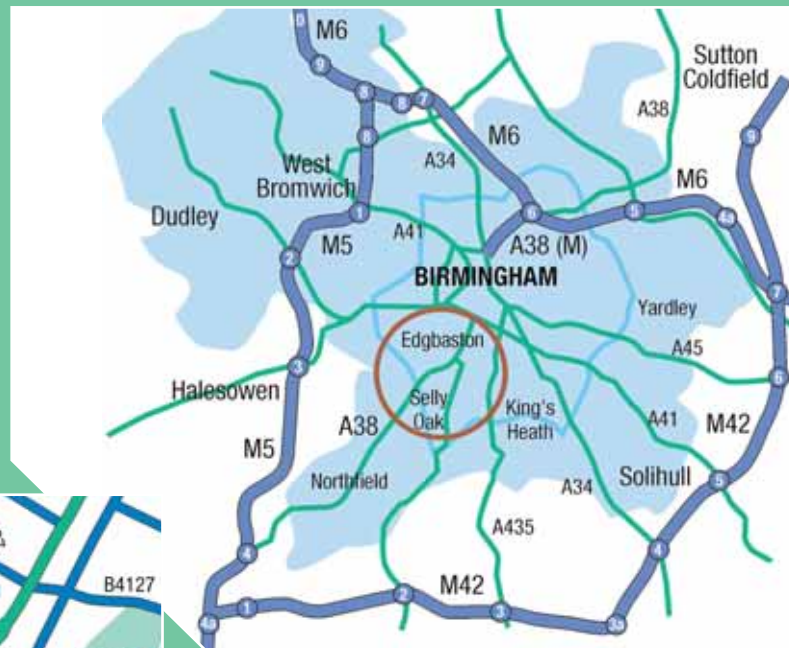 M6
9
8
8
7
8
Sutton
Coldfield
A38
9
M6
A34
M6
West
Bromwich
1
Dudley
M5
A41
6
5
4a
A38 (M)
2
BIRMINGHAM
7
Yardley
Edgbaston
A45
3
6
Halesowen
Selly
Oak
King's
Heath
A38
A41
M42
M5
Northfield
A34
Solihull
5
A435
4
4
B4127
M42
1
2
3
3a
4a